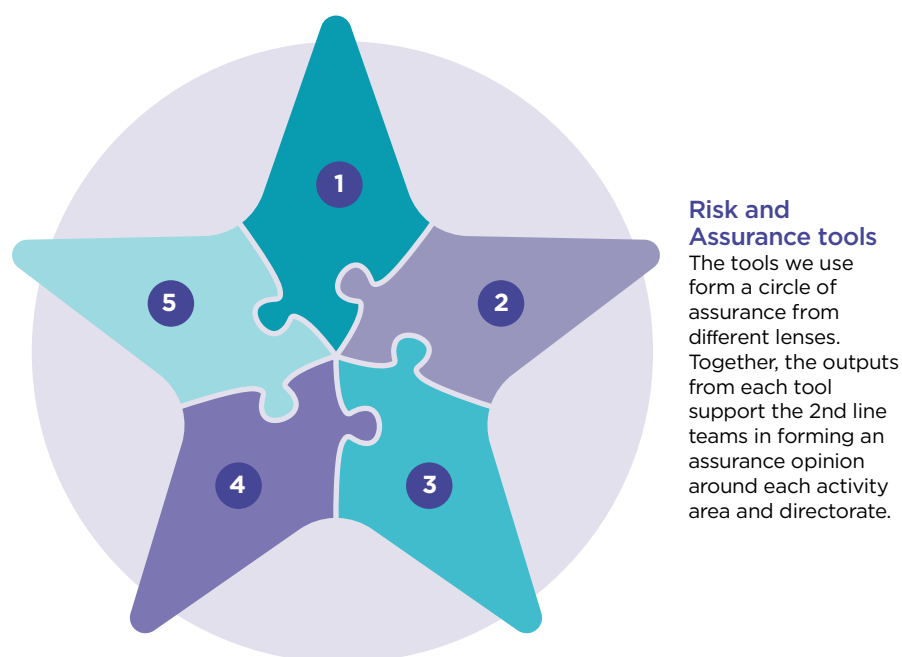 1
2
3
4
5
Risk and
Assurance tools
The tools we use
form a circle of
assurance from
different lenses.
Together, the outputs
from each tool
support the 2nd line
teams in forming an
assurance opinion
around each activity
area and directorate.